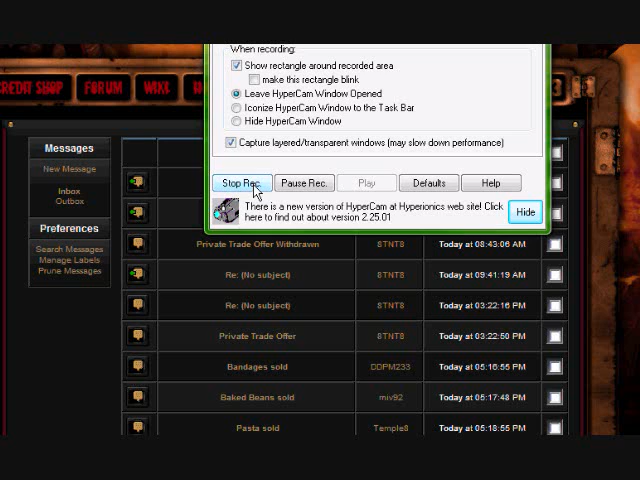 When recording:
Show rectangle around recorded area
make this rectangle blink
Leave HyperCam Window Opened
Iconize HyperCam Window to the Task Bar
Hide HyperCam Window
Capture layered/transparent windows (may slow down performance)
Stop Rec. Pause Rec. Play Defaults Help
There is a new version of HyperCam at Hyperionics web site! Click
here to find out about version 2.25.01
Hide
CREDIT SHOP FORUM WIKI
Messages
New Message
Inbox
Outbox
Preferences
Search Messages
Manage Labels
Prune Messages
Private Trade Offer Withdrawn 8TNT8 Today at 08:43:06 AM
Re: (No subject) 8TNT8 Today at 09:41:19 AM
Re: (No subject) 8TNT8 Today at 03:22:16 PM
Private Trade Offer 8TNT8 Today at 03:22:50 PM
Bandages sold DDPM233 Today at 05:16:55 PM
Baked Beans sold miv92 Today at 05:17:48 PM
Pasta sold Temple8 Today at 05:18:55 PM